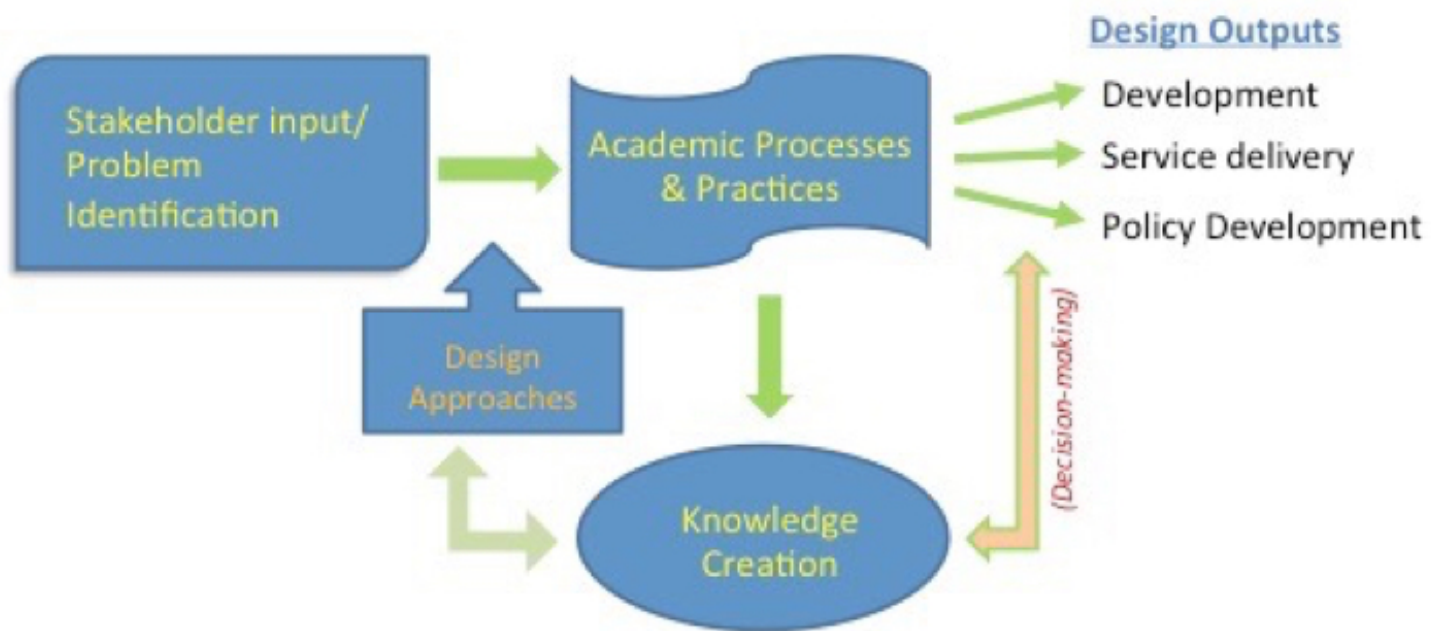 Stakeholder input/
Problem
Identification
Academic Processes
& Practices
Design Outputs
Development
Service delivery
Policy Development
Design
Approaches
(Decision-making)
Knowledge
Creation